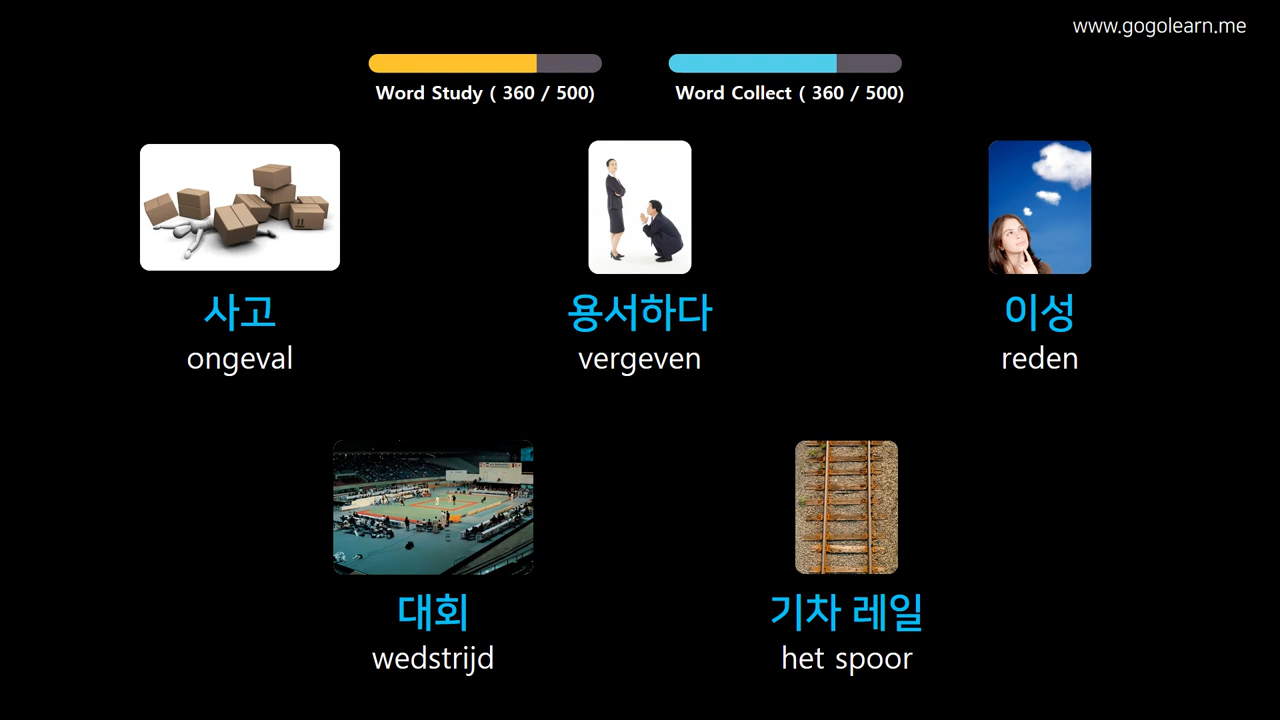 www.gogolearn.me
Word Study ( 360 / 500)
Word Collect ( 360 / 500)
사고
ongeval
용서하다
vergeven
이성
reden
대회
wedstrijd
기차 레일
het spoor